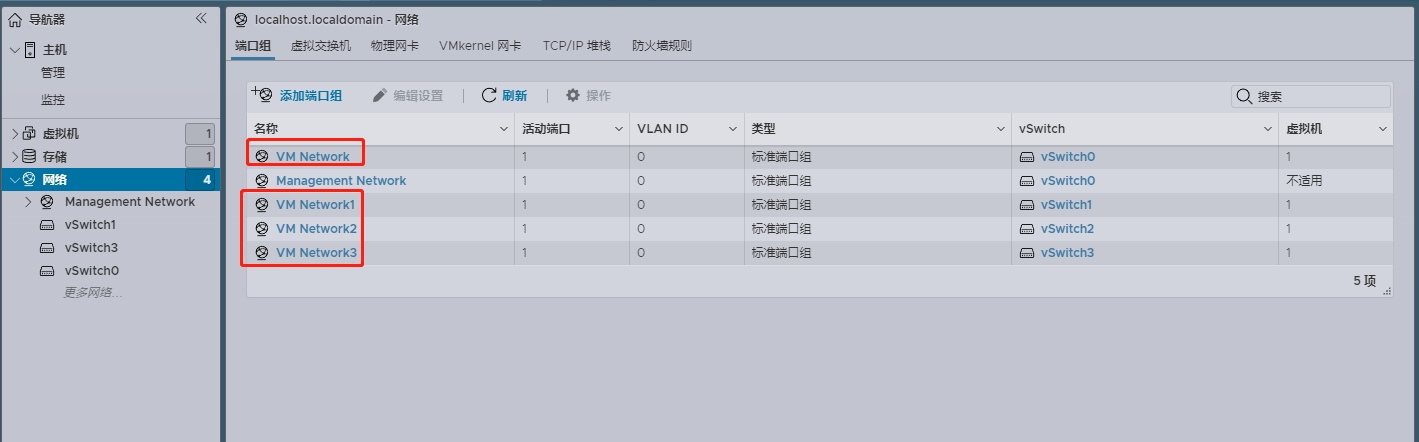 导航器
主机
管理
监控
虚拟机 1
存储 1
网络 4
Management Network
vSwitch1
vSwitch3
vSwitch0
更多网络...
localhost.localdomain - 网络
端口组 虚拟交换机 物理网卡 VMkernel 网卡 TCP/IP 堆栈 防火墙规则
添加端口组 编辑设置 刷新 操作 搜索
名称 活动端口 VLAN ID 类型 vSwitch 虚拟机
VM Network 1 0 标准端口组 vSwitch0 1
Management Network 1 0 标准端口组 vSwitch0 不适用
VM Network1 1 0 标准端口组 vSwitch1 1
VM Network2 1 0 标准端口组 vSwitch2 1
VM Network3 1 0 标准端口组 vSwitch3 1
5 项